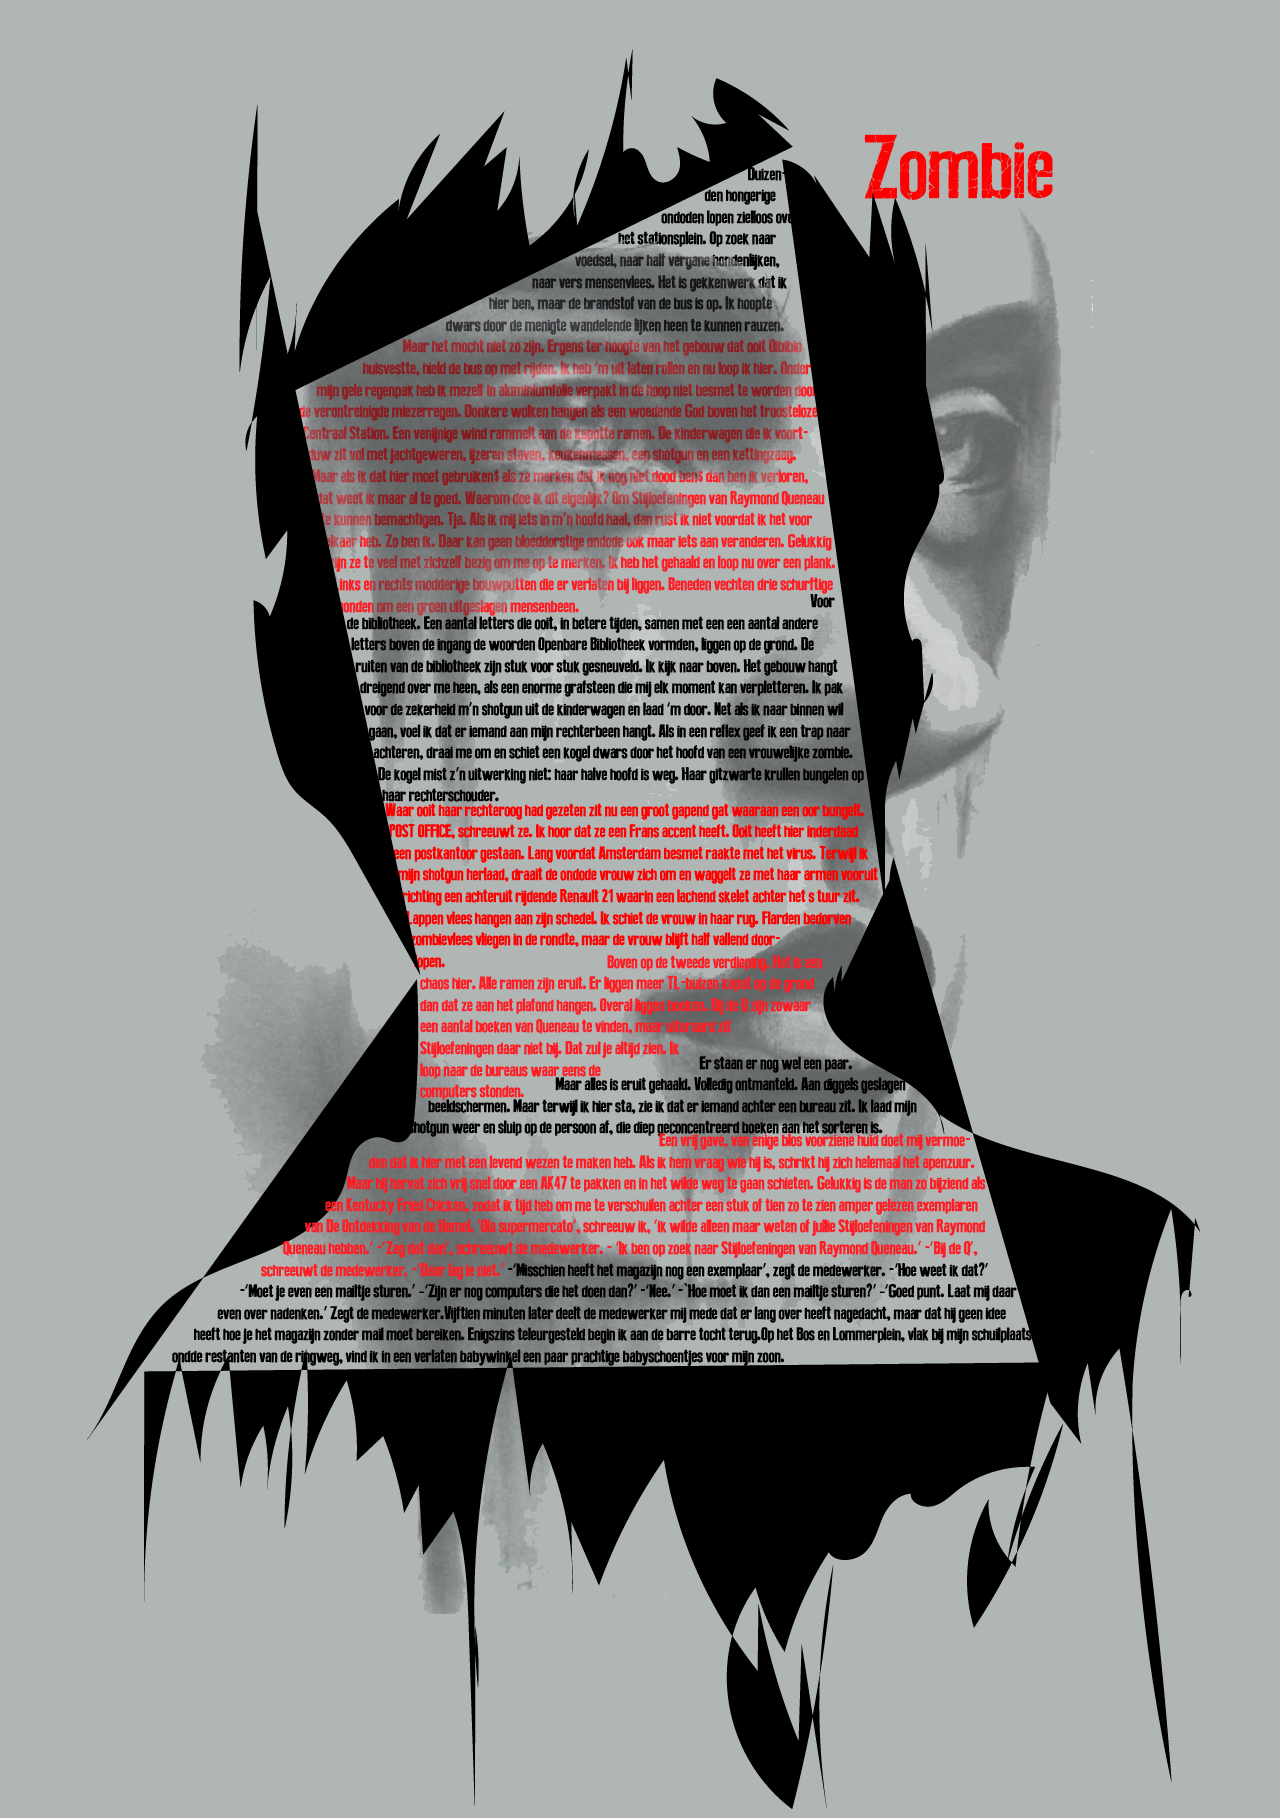 Zombie
Duizen-
den hongerige
ondoden lopen zielloos ove
het stationsplein. Op zoek naar
voedsel, naar half vergane hondenlijken,
naar vers mensenvlees. Het is gekkenwerk dat ik
hier ben, maar de brandstof van de bus is op. Ik hoopte
dwars door de menigte wandelende lijken heen te kunnen rauzen.
Maar het mocht niet zo zijn. Ergens ter hoogte van het gebouw dat ooit Oibibio
huisvestte, hield de bus op met rijden. Ik heb 'm uit laten rollen en nu loop ik hier. Onder
mijn gele regenpak heb ik mezelf in aluminiumfolie verpakt in de hoop niet besmet te worden door
de verontreinigde miezerregen. Donkere wolken hangen als een woedende God boven het troosteloze
Centraal Station. Een venijnige wind rammelt aan de kapotte ramen. De kinderwagen die ik voort-
duw zit vol met jachtgeweren, ijzeren staven, keukenmessen, een shotgun en een kettingzaag.
Maar als ik dat hier moet gebruiken$ als ze merken dat ik nog niet dood ben$ dan ben ik verloren,
dat weet ik maar al te goed. Waarom doe ik dit eigenlijk? Om Stijloefeningen van Raymond Queneau
te kunnen bemachtigen. Tja. Als ik mij iets in m'n hoofd haal, dan rust ik niet voordat ik het voor
elkaar heb. Zo ben ik. Daar kan geen bloeddorstige ondode ook maar iets aan veranderen. Gelukkig
zijn ze te veel met zichzelf bezig om me op te merken. Ik heb het gehaald en loop nu over een plank.
Links en rechts modderige bouwputten die er verlaten bij liggen. Beneden vechten drie schurftige
honden om een groen uitgeslagen mensenbeen.
Voor
de bibliotheek. Een aantal letters die ooit, in betere tijden, samen met een een aantal andere
letters boven de ingang de woorden Openbare Bibliotheek vormden, liggen op de grond. De
ruiten van de bibliotheek zijn stuk voor stuk gesneuveld. Ik kijk naar boven. Het gebouw hangt
dreigend over me heen, als een enorme grafsteen die mij elk moment kan verpletteren. Ik pak
voor de zekerheid m'n shotgun uit de kinderwagen en laad 'm door. Net als ik naar binnen wil
gaan, voel ik dat er iemand aan mijn rechterbeen hangt. Als in een reflex geef ik een trap naar
achteren, draai me om en schiet een kogel dwars door het hoofd van een vrouwelijke zombie.
De kogel mist z'n uitwerking niet: haar halve hoofd is weg. Haar gitzwarte krullen bungelen op
haar rechterschouder.
Waar ooit haar rechteroog had gezeten zit nu een groot gapend gat waaraan een oor bungelt.
POST OFFICE, schreeuwt ze. Ik hoor dat ze een Frans accent heeft. Ooit heeft hier inderdaad
een postkantoor gestaan. Lang voordat Amsterdam besmet raakte met het virus. Terwijl ik
mijn shotgun herlaad, draait de ondode vrouw zich om en waggelt ze met haar armen vooruit
richting een achteruit rijdende Renault 21 waarin een lachend skelet achter het s tuur zit.
Lappen vlees hangen aan zijn schedel. Ik schiet de vrouw in haar rug. Flarden bedorven
zombievlees vliegen in de rondte, maar de vrouw blijft half vallend door-
open.
Boven op de tweede verdieping. Het is een
chaos hier. Alle ramen zijn eruit. Er liggen meer TL -buizen kapot op de grond
dan dat ze aan het plafond hangen. Overal liggen boeken. Bij de Q zijn zowaar
een aantal boeken van Queneau te vinden, maar uiteraard zit
Stijloefeningen daar niet bij. Dat zul je altijd zien. Ik
loop naar de bureaus waar eens de
computers stonden.
Er staan er nog wel een paar.
Maar alles is eruit gehaald. Volledig ontmanteld. Aan diggels geslagen
beeldschermen. Maar terwijl ik hier sta, zie ik dat er iemand achter een bureau zit. Ik laad mijn
shotgun weer en sluip op de persoon af, die diep geconcentreerd boeken aan het sorteren is.
Een vrij gave, van enige blos voorziene huid doet mij vermoe-
den dat ik hier met een levend wezen te maken heb. Als ik hem vraag wie hij is, schrikt hij zich helemaal het apenzuur.
Maar hij hervat zich vrij snel door een AK47 te pakken en in het wilde weg te gaan schieten. Gelukkig is de man zo bijziend als
een Kentucky Fried Chicken, zodat ik tijd heb om me te verschuilen achter een stuk of tien zo te zien amper gelezen exemplaren
van De Ontdekking van de Hemel. 'Ola supermercato', schreeuw ik, 'ik wilde alleen maar weten of jullie Stijloefeningen van Raymond
Queneau hebben.' -'Zeg dat dan', schreeuwt de medewerker. - 'Ik ben op zoek naar Stijloefeningen van Raymond Queneau.' -'Bij de Q',
schreeuwt de medewerker. -'Daar lag ie niet.' -'Misschien heeft het magazijn nog een exemplaar', zegt de medewerker. -'Hoe weet ik dat?'
-'Moet je even een mailtje sturen.' -'Zijn er nog computers die het doen dan?' -'Nee.' -'Hoe moet ik dan een mailtje sturen?' -'Goed punt. Laat mij daar
even over nadenken.' Zegt de medewerker.Vijftien minuten later deelt de medewerker mij mede dat er lang over heeft nagedacht, maar dat hij geen idee
heeft hoe je het magazijn zonder mail moet bereiken. Enigszins teleurgesteld begin ik aan de barre tocht terug.Op het Bos en Lommerplein, vlak bij mijn schuilplaats
ondde restanten van de ringweg, vind ik in een verlaten babywinkel een paar prachtige babyschoentjes voor mijn zoon.